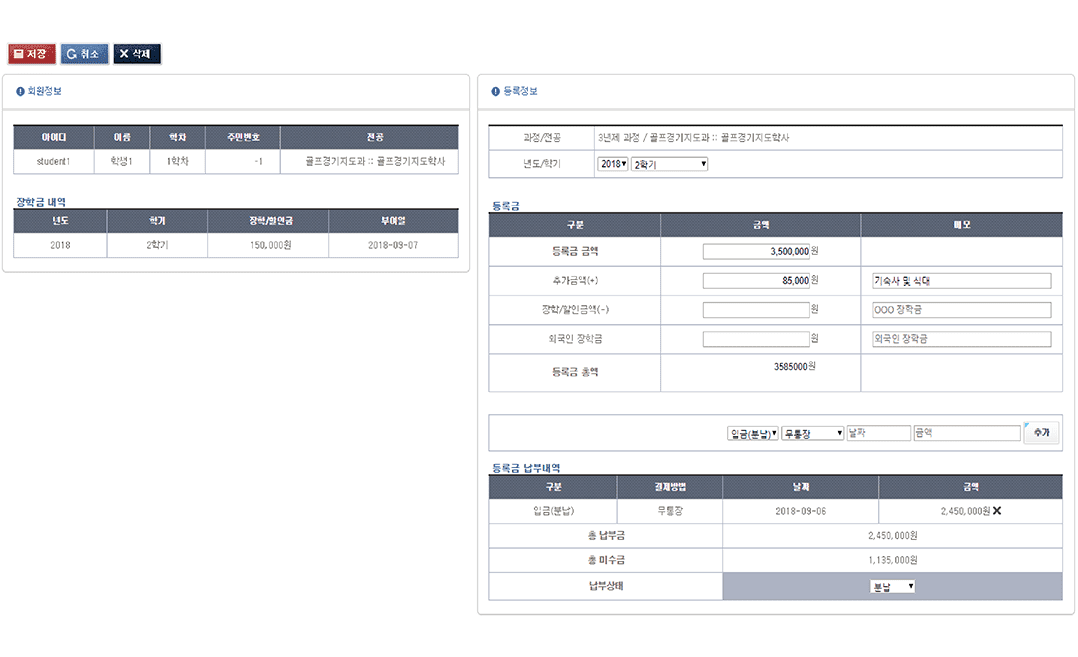 저장 취소 삭제
회원정보
아이디 이름 학차 주민번호 전공
student1 학생1 1학차 -1 골프경기지도과 :: 골프경기지도학사
장학금 내역
년도 학기 장학/할인금 부여일
2018 2학기 150,000원 2018-09-07
등록정보
과정/전공 3년제 과정 / 골프경기지도과 :: 골프경기지도학사
년도/학기 2018 2학기
등록금
구분 금액 메모
등록금 금액 3,500,000원
추가금액(+) 85,000원 기숙사 및 식대
장학/할인금액(-) 원 OOO 장학금
외국인 장학금 원 외국인 장학금
등록금 총액 3585000원
입금(분납) 무통장 날짜 금액 추가
등록금 납부내역
구분 결제방법 날짜 금액
입금(분납) 무통장 2018-09-06 2,450,000원
총 납부금 2,450,000원
총 미수금 1,135,000원
납부상태 분납